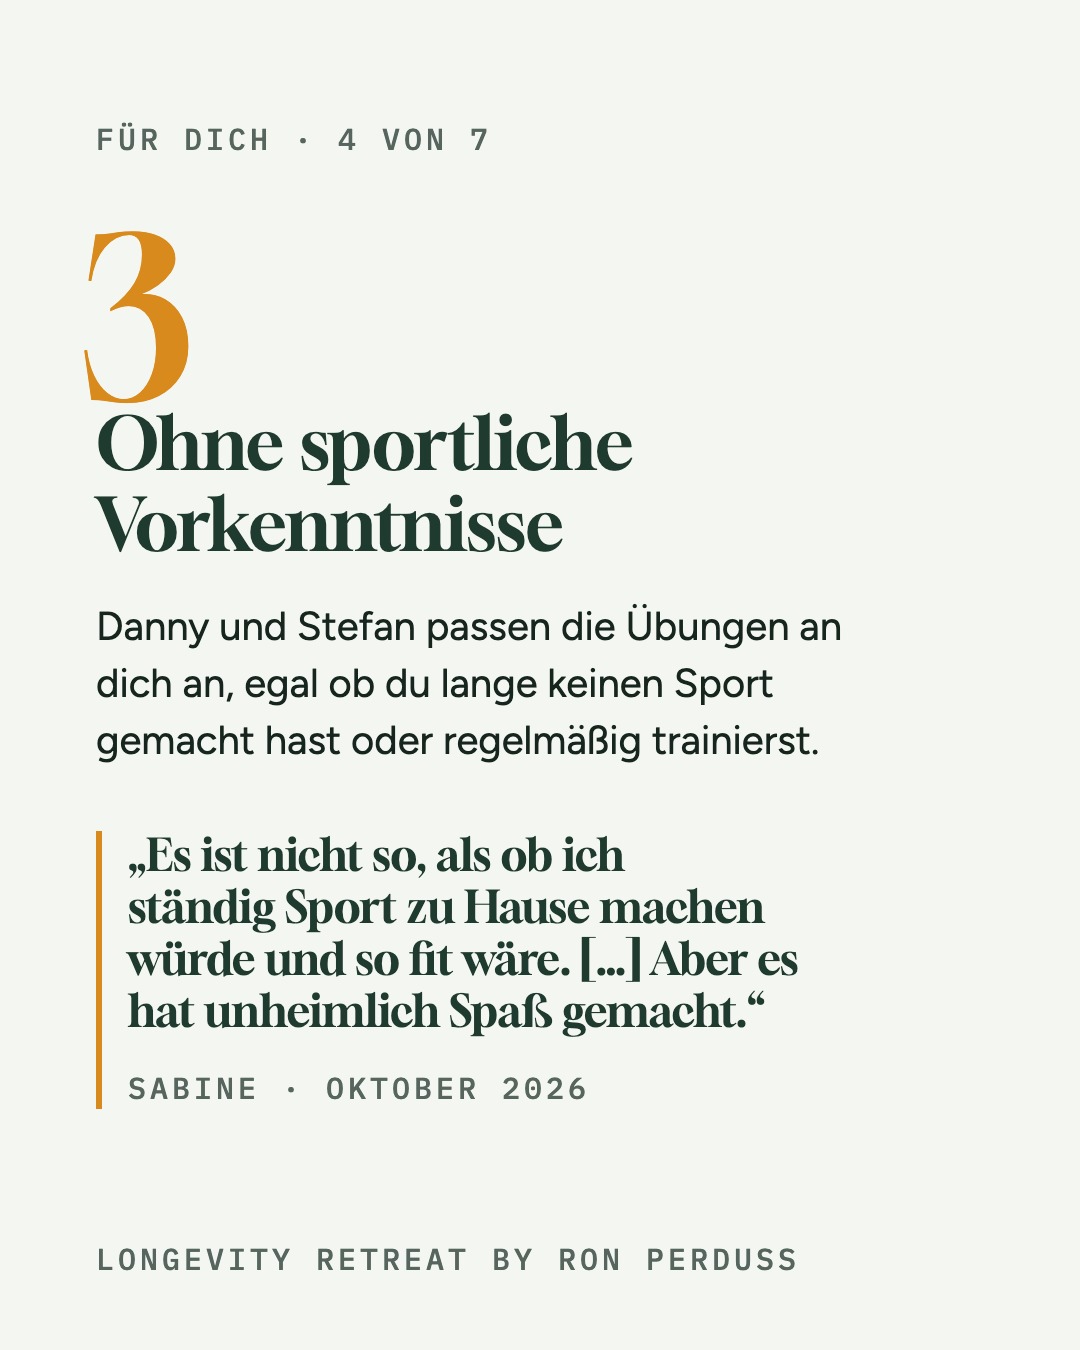 FÜR DICH · 4 VON 7
3
Ohne sportliche
Vorkenntnisse
Danny und Stefan passen die Übungen an
dich an, egal ob du lange keinen Sport
gemacht hast oder regelmäßig trainierst.
„Es ist nicht so, als ob ich
ständig Sport zu Hause machen
würde und so fit wäre. [...] Aber es
hat unheimlich Spaß gemacht.“
SABINE · OKTOBER 2026
LONGEVITY RETREAT BY RON PERDUSS